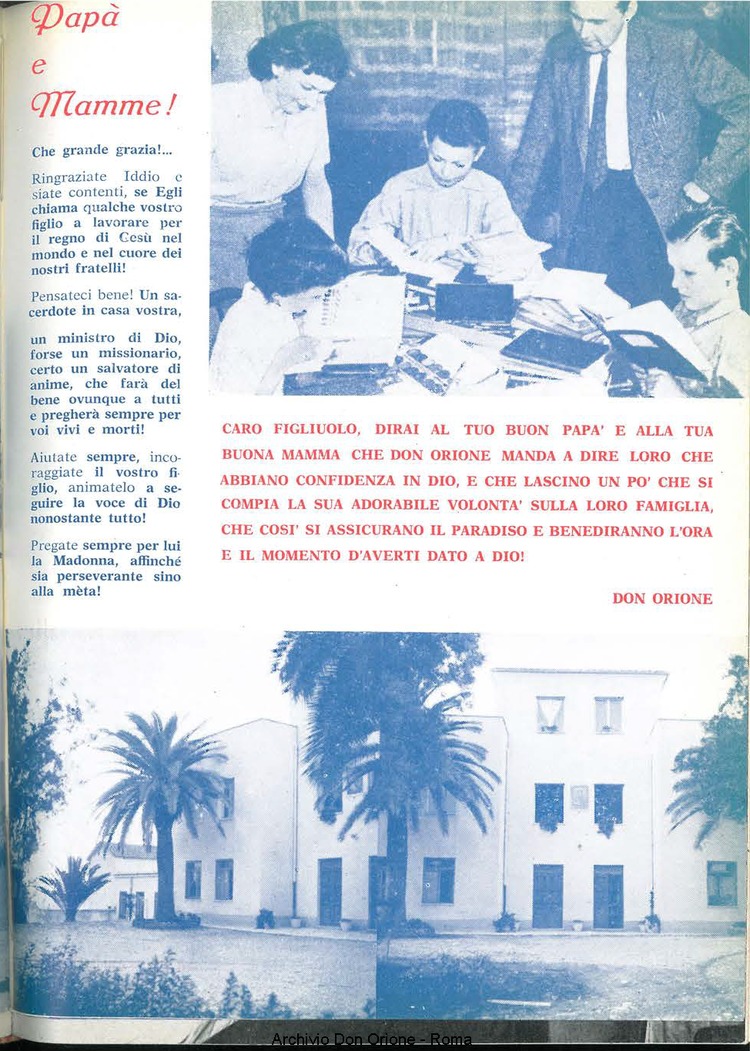 Papà
e
Mamme!
Che grande grazia!...
Ringraziate Iddio e
siate contenti, se Egli
chiama qualche vostro
figlio a lavorare per
il regno di Gesù nel
mondo e nel cuore dei
nostri fratelli!
Pensateci bene! Un sa-
cerdote in casa vostra,
un ministro di Dio,
forse un missionario,
certo un salvatore di
anime, che farà del
bene ovunque a tutti
e pregherà sempre per
voi vivi e morti!
Aiutate sempre, inco-
raggiate il vostro fi-
glio, animatelo a se-
guire la voce di Dio
nonostante tutto!
Pregate sempre per lui
la Madonna, affinché
sia perseverante sino
alla mèta!
CARO FIGLIUOLO, DIRAI AL TUO BUON PAPA' E ALLA TUA
BUONA MAMMA CHE DON ORIONE MANDA A DIRE LORO CHE
ABBIANO CONFIDENZA IN DIO, E CHE LASCINO UN PO' CHE SI
COMPIA LA SUA ADORABILE VOLONTA' SULLA LORO FAMIGLIA,
CHE COSI' SI ASSICURANO IL PARADISO E BENEDIRANNO L'ORA
E IL MOMENTO D'AVERTI DATO A DIO!
DON ORIONE
Archivio Don Orione - Roma